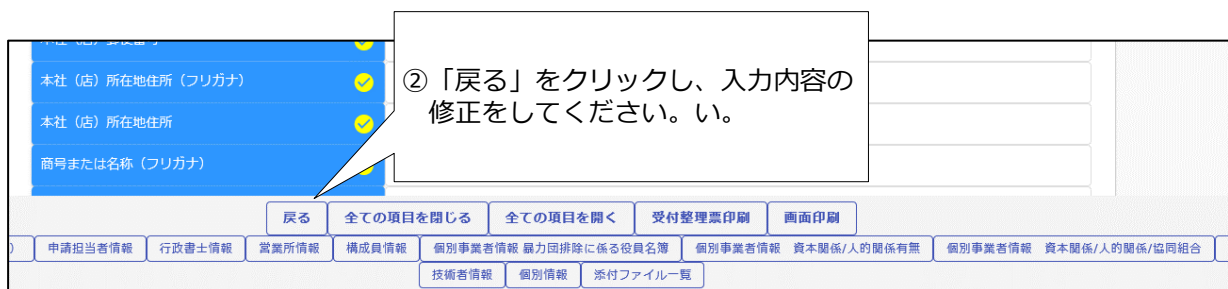 本社（店）郵便番号
本社（店）所在地住所（フリガナ）
本社（店）所在地住所
商号または名称（フリガナ）
②「戻る」をクリックし、入力内容の
修正をしてください。い。
戻る 全ての項目を閉じる 全ての項目を開く 受付整理票印刷 画面印刷
） 申請担当者情報 行政書士情報 営業所情報 構成員情報 個別事業者情報 暴力団排除に係る役員名簿 個別事業者情報 資本関係/人的関係有無 個別事業者情報 資本関係/人的関係/協同組合
技術者情報 個別情報 添付ファイル一覧